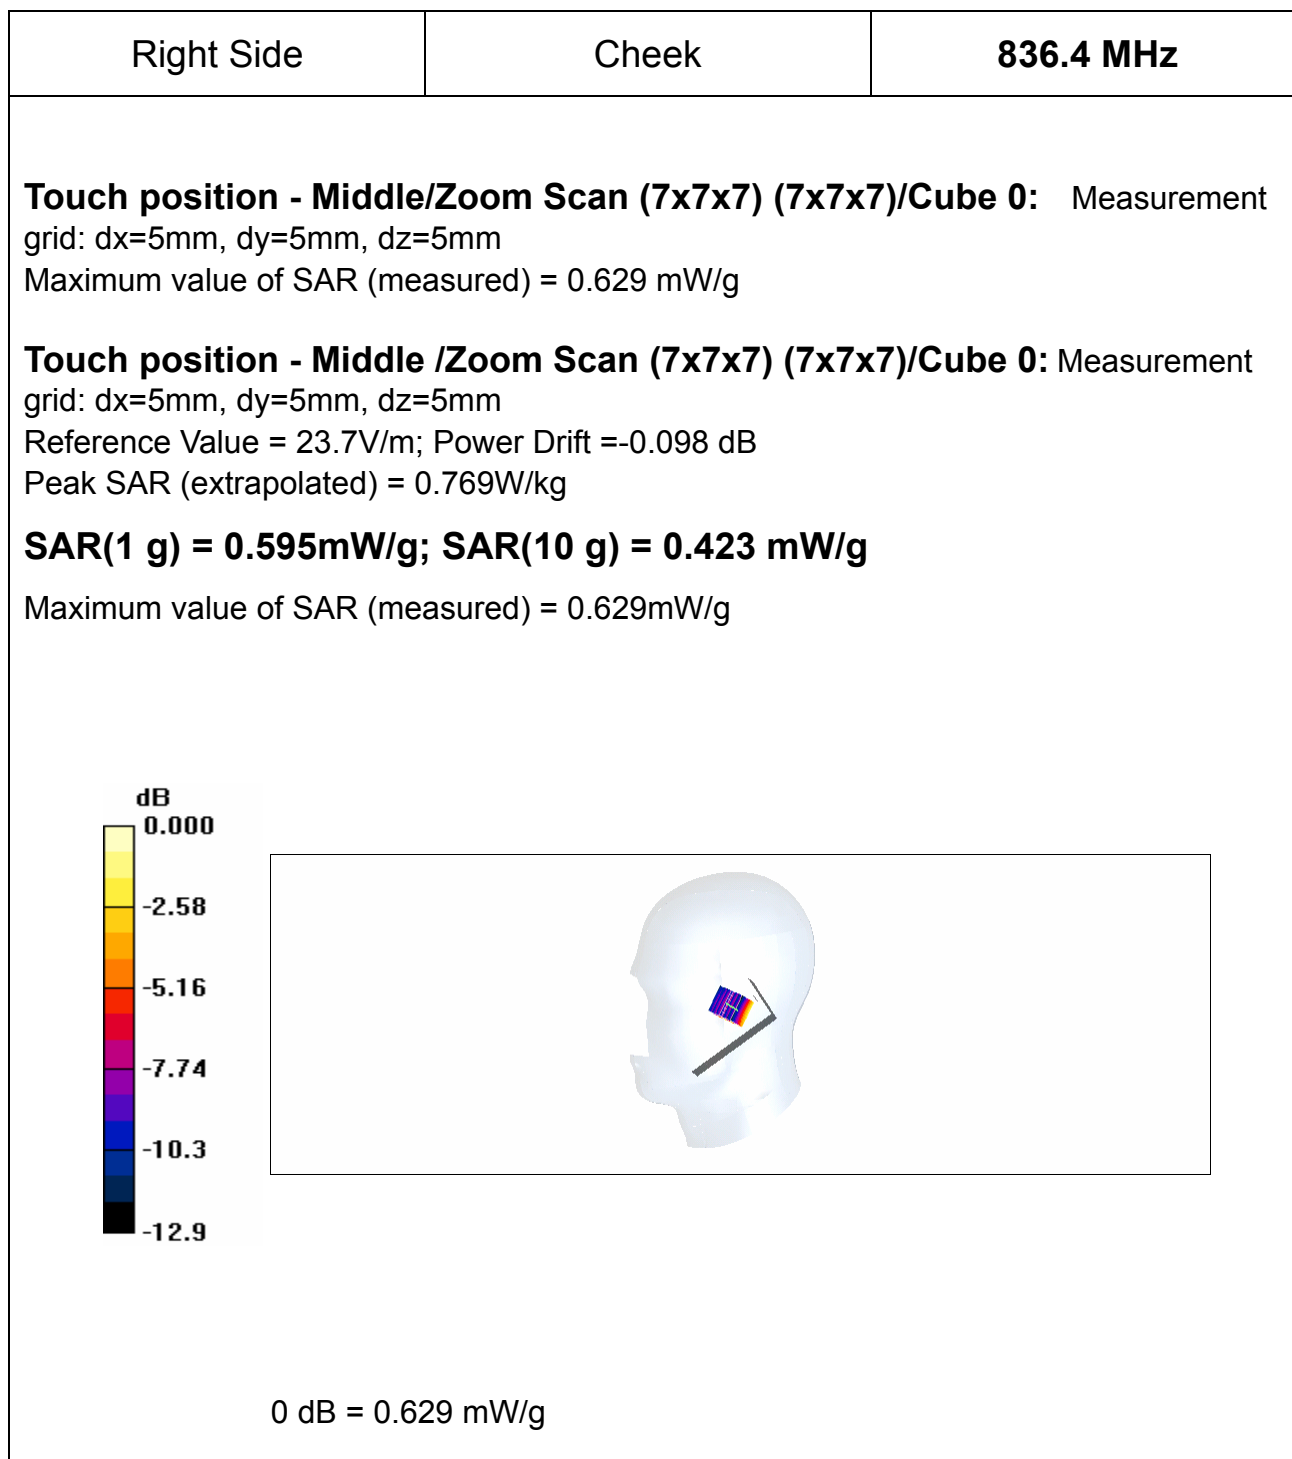 Right Side Cheek 836.4 MHz
Touch position - Middle/Zoom Scan (7x7x7) (7x7x7)/Cube 0: Measurement
grid: dx=5mm, dy=5mm, dz=5mm
Maximum value of SAR (measured) = 0.629 mW/g
Touch position - Middle /Zoom Scan (7x7x7) (7x7x7)/Cube 0: Measurement
grid: dx=5mm, dy=5mm, dz=5mm
Reference Value = 23.7V/m; Power Drift =-0.098 dB
Peak SAR (extrapolated) = 0.769W/kg
SAR(1 g) = 0.595mW/g; SAR(10 g) = 0.423 mW/g
Maximum value of SAR (measured) = 0.629mW/g
dB
0.000
-2.58
-5.16
-7.74
-10.3
-12.9
0 dB = 0.629 mW/g